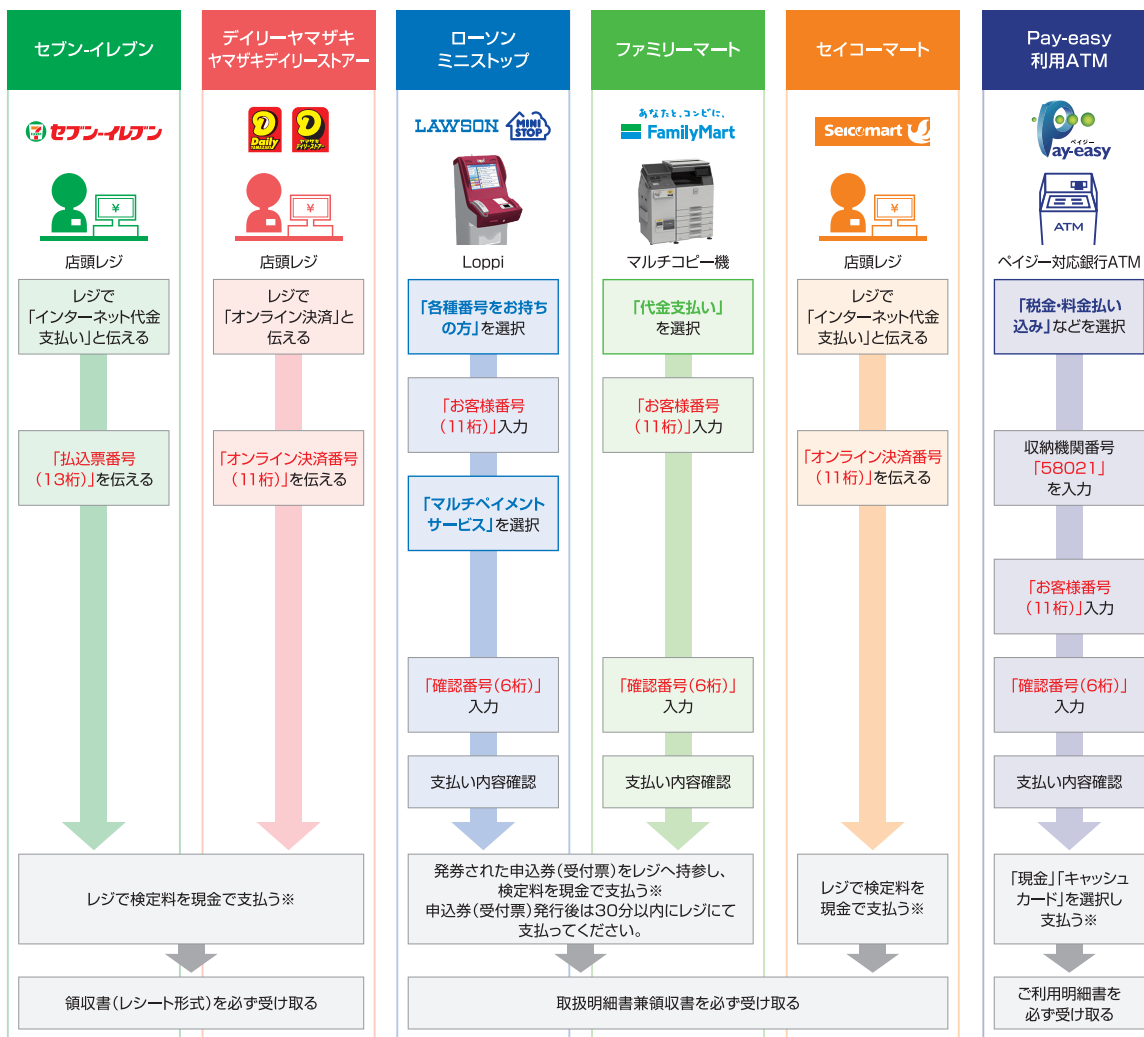 セブン-イレブン
セブン-イレブン
店頭レジ
レジで
「インターネット代金
支払い」と伝える
「払込票番号
(13桁)」を伝える
デイリーヤマザキ
ヤマザキデイリーストアー
Daily
YAMAZAKI
ヤマザキ
デイリーストアー
店頭レジ
レジで
「オンライン決済」と
伝える
「オンライン決済番号
(11桁)」を伝える
レジで検定料を現金で支払う※
領収書(レシート形式)を必ず受け取る
ローソン
ミニストップ
LAWSON
MINI
STOP
Loppi
「各種番号をお持ち
の方」を選択
「お客様番号
(11桁)」入力
「マルチペイメント
サービス」を選択
「確認番号(6桁)」
入力
支払い内容確認
ファミリーマート
あなたと、コンビに、
FamilyMart
マルチコピー機
「代金支払い」
を選択
「お客様番号
(11桁)」入力
「確認番号(6桁)」
入力
支払い内容確認
発券された申込券(受付票)をレジへ持参し、
検定料を現金で支払う※
申込券(受付票)発行後は30分以内にレジにて
支払ってください。
セイコーマート
Seicomart
店頭レジ
レジで
「インターネット代金
支払い」と伝える
「オンライン決済番号
(11桁)」を伝える
レジで検定料を
現金で支払う※
取扱明細書兼領収書を必ず受け取る
Pay-easy
利用ATM
ペイジー
Pay-easy
ATM
ペイジー対応銀行ATM
「税金・料金払い
込み」などを選択
収納機関番号
「58021」
を入力
「お客様番号
(11桁)」入力
「確認番号(6桁)」
入力
支払い内容確認
「現金」「キャッシュ
カード」を選択し
支払う※
ご利用明細書を
必ず受け取る